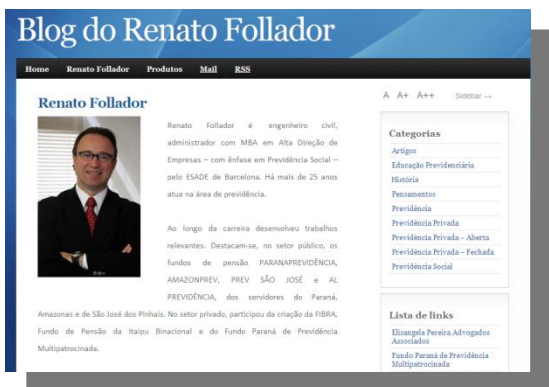 Blog do Renato Follador
Home Renato Follador Produtos Mail RSS
Renato Follador
Renato Follador é engenheiro civil,
administrador com MBA em Alta Direção de
Empresas – com ênfase em Previdência Social –
pelo ESADE de Barcelona. Há mais de 25 anos
atua na área de previdência.
Ao longo da carreira desenvolveu trabalhos
relevantes. Destacam-se, no setor público, os
fundos de pensão PARANAPREVIDÊNCIA,
AMAZONPREV, PREV SÃO JOSÉ e AL
PREVIDÊNCIA, dos servidores do Paraná,
Amazonas e de São José dos Pinhais. No setor privado, participou da criação da FIBRA,
Fundo de Pensão da Itaipu Binacional e do Fundo Paraná de Previdência
Multipatrocinada.
A A+ A++ Sidebar →
Categorias
Artigos
Educação Previdenciária
História
Pensamentos
Previdência
Previdência Privada
Previdência Privada – Aberta
Previdência Privada – Fechada
Previdência Social
Lista de links
Elisangela Pereira Advogados
Associados
Fundo Paraná de Previdência
Multipatrocinada